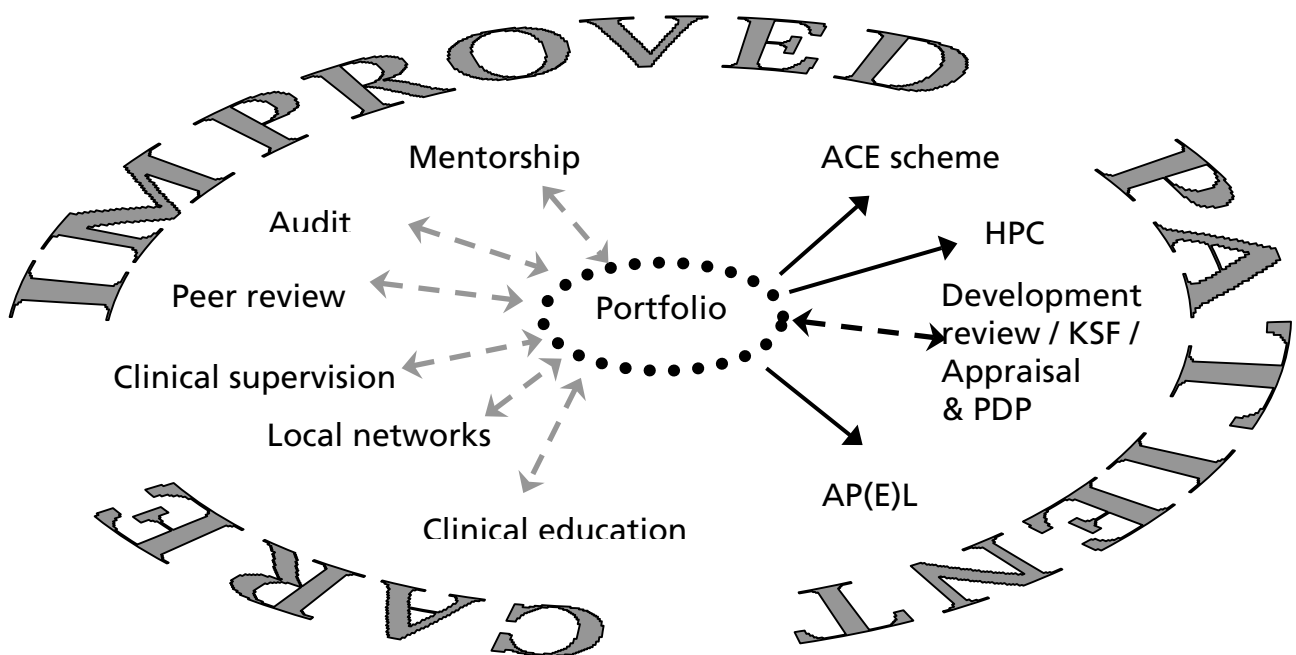 IMPROVED
PATIENT
CARE
Mentorship
Audit
Peer review
Clinical supervision
Local networks
Clinical education
Portfolio
ACE scheme
HPC
Development
review / KSF /
Appraisal
& PDP
AP(E)L